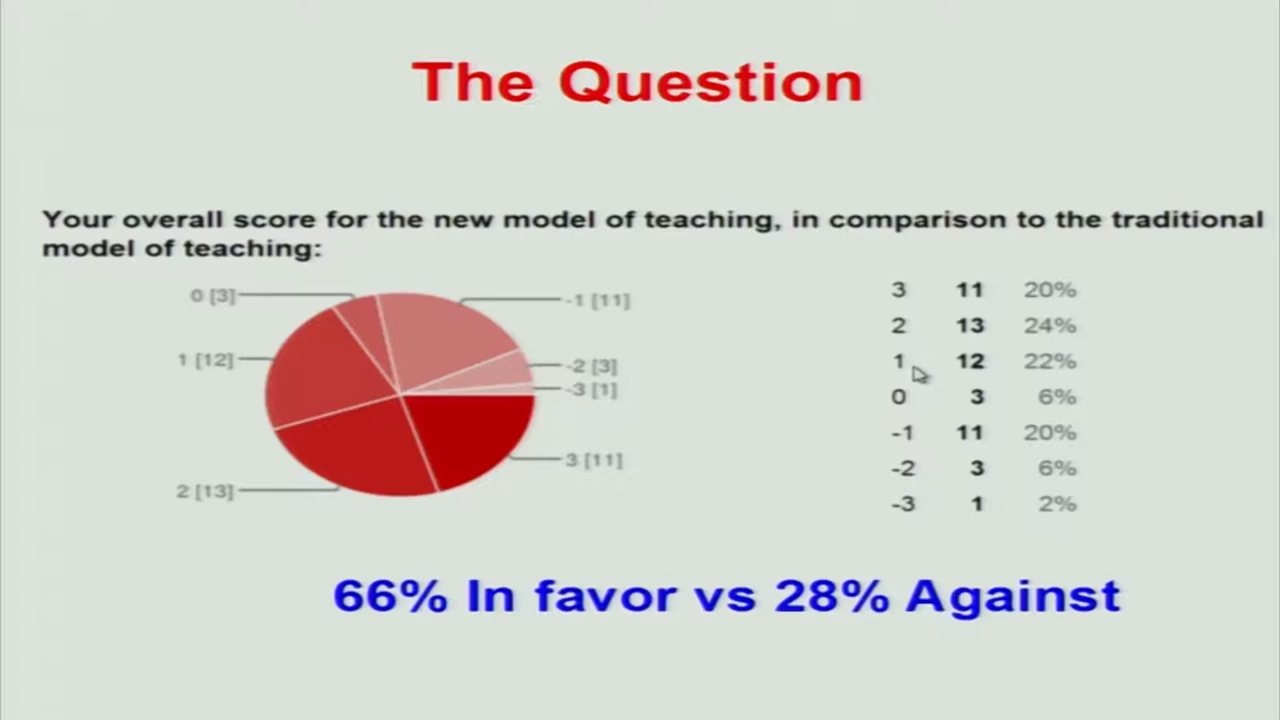 The Question
Your overall score for the new model of teaching, in comparison to the traditional
model of teaching:
0 [3]
-1 [11]
1 [12]
-2 [3]
-3 [1]
3 [11]
2 [13]
3 11 20%
2 13 24%
1 12 22%
0 3 6%
-1 11 20%
-2 3 6%
-3 1 2%
66% In favor vs 28% Against